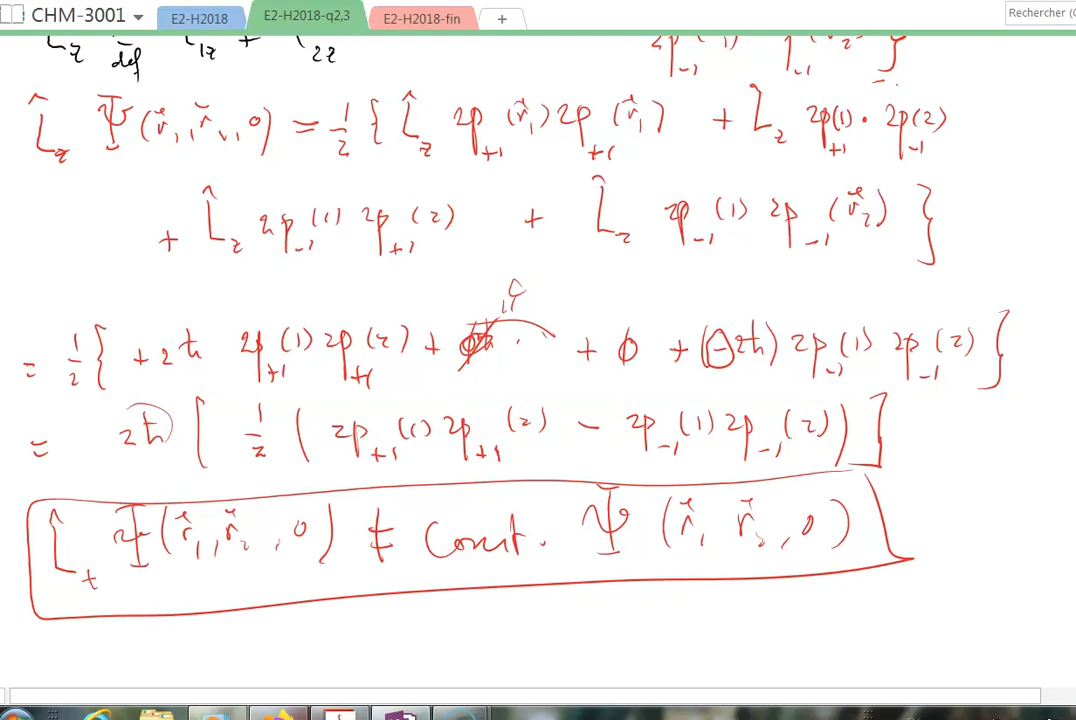 CHM-3001 E2-H2018 E2-H2018-q2,3 E2-H2018-fin + Rechercher (C
L̂z def L1z + L2z
L̂z Ψ(r⃗1, r⃗2, 0) = 1/2 { L̂z 2p+1(r⃗1) 2p+1(r⃗1) + L̂z 2p+1(1) · 2p-1(2)
+ L̂z 2p-1(1) 2p+1(2) + L̂z 2p-1(1) 2p-1(r⃗2) }
= 1/2 { +2ħ 2p+1(1) 2p+1(2) + + 0 + (-2ħ) 2p-1(1) 2p-1(2) }
= 2ħ [ 1/2 ( 2p+1(1) 2p+1(2) - 2p-1(1) 2p-1(2) ) ]
L̂z Ψ(r⃗1, r⃗2, 0) ≠ Const. Ψ(r⃗1, r⃗2, 0)